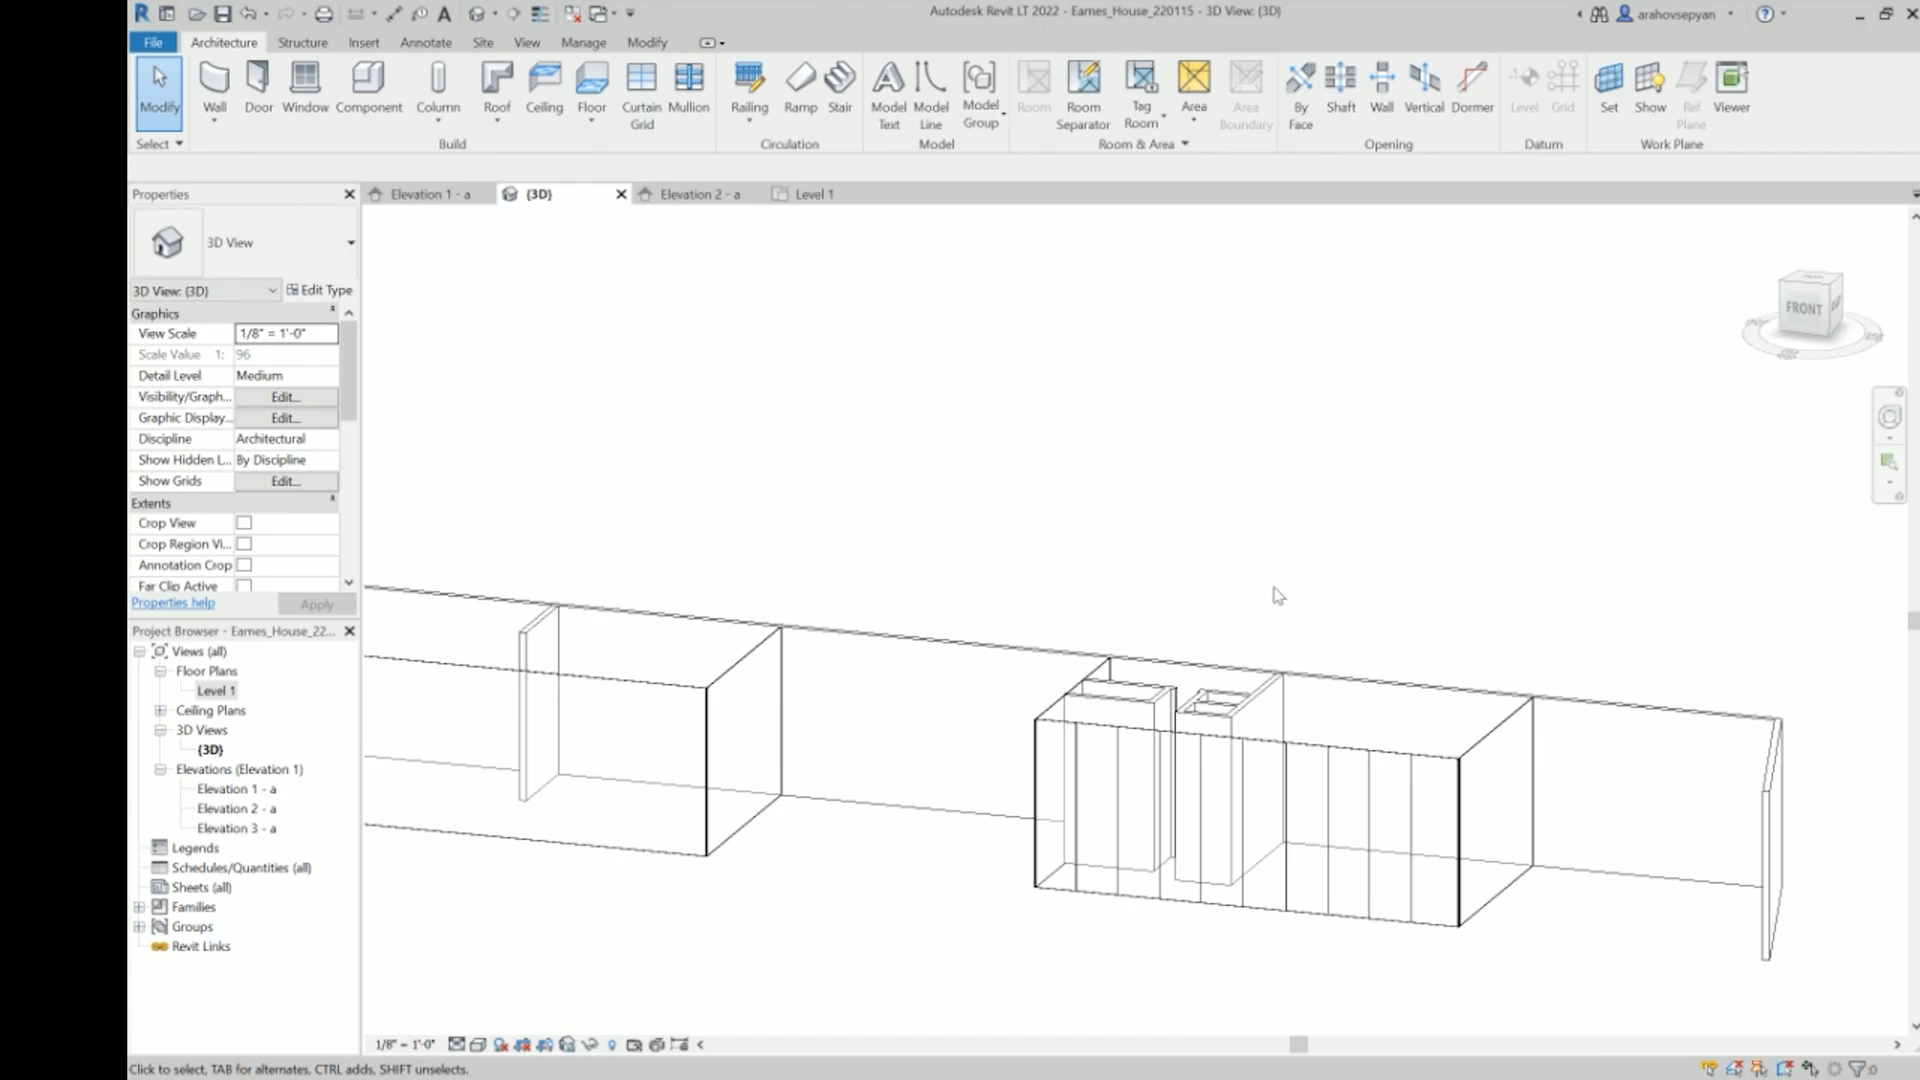 Autodesk Revit LT 2022 - Eames_House_220115 - 3D View: {3D}
arahovsepyan
File Architecture Structure Insert Annotate Site View Manage Modify
Modify Wall Door Window Component Column Roof Ceiling Floor Curtain Grid Mullion Railing Ramp Stair Model Text Model Line Model Group Room Room Separator Tag Room Area Area Boundary By Face Shaft Wall Vertical Dormer Level Grid Set Show Ref Plane Viewer
Select Build Circulation Model Room & Area Opening Datum Work Plane
Properties
Elevation 1 - a {3D} Elevation 2 - a Level 1
3D View
3D View: {3D} Edit Type
Graphics
View Scale 1/8" = 1'-0"
Scale Value 1: 96
Detail Level Medium
Visibility/Graph... Edit...
Graphic Display... Edit...
Discipline Architectural
Show Hidden L... By Discipline
Show Grids Edit...
Extents
Crop View
Crop Region Vi...
Annotation Crop
Far Clip Active
Properties help Apply
FRONT
Project Browser - Eames_House_22...
Views (all)
Floor Plans
Level 1
Ceiling Plans
3D Views
{3D}
Elevations (Elevation 1)
Elevation 1 - a
Elevation 2 - a
Elevation 3 - a
Legends
Schedules/Quantities (all)
Sheets (all)
Families
Groups
Revit Links
1/8" = 1'-0"
Click to select, TAB for alternates, CTRL adds, SHIFT unselects.
:0